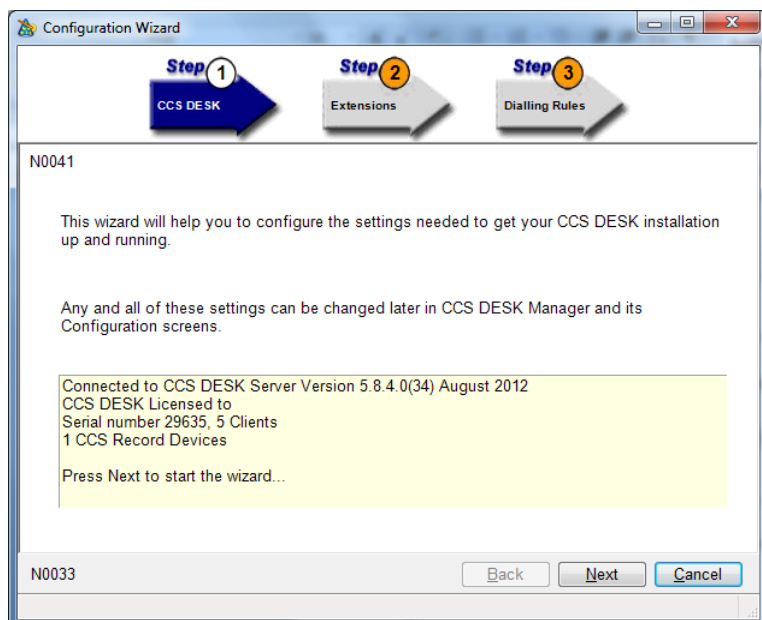 Configuration Wizard
Step 1
CCS DESK
Step 2
Extensions
Step 3
Dialling Rules
N0041
This wizard will help you to configure the settings needed to get your CCS DESK installation
up and running.
Any and all of these settings can be changed later in CCS DESK Manager and its
Configuration screens.
Connected to CCS DESK Server Version 5.8.4.0(34) August 2012
CCS DESK Licensed to
Serial number 29635, 5 Clients
1 CCS Record Devices
Press Next to start the wizard...
N0033
Back
Next
Cancel